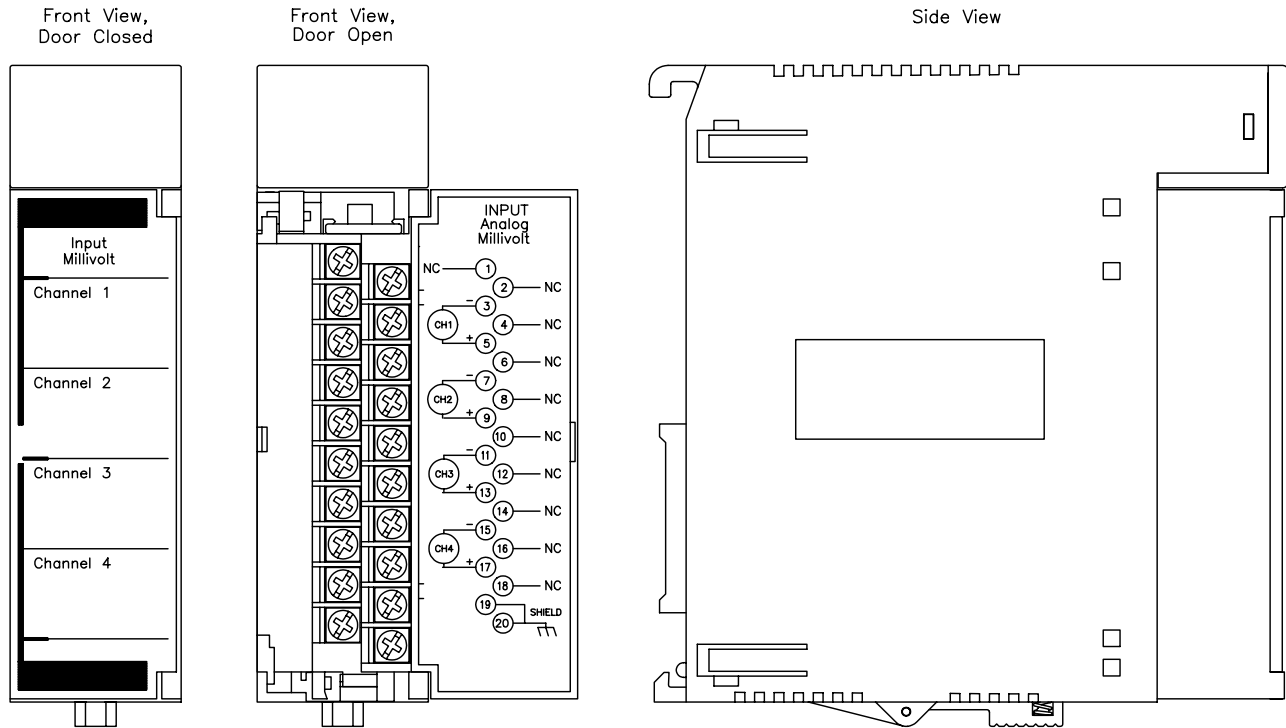 Front View,
Door Closed
Front View,
Door Open
Side View
Input
Millivolt
Channel 1
Channel 2
Channel 3
Channel 4
INPUT
Analog
Millivolt
NC 1
2 NC
- 3
CH1
4 NC
+ 5
6 NC
- 7
CH2
8 NC
+ 9
10 NC
- 11
CH3
12 NC
+ 13
14 NC
- 15
CH4
16 NC
+ 17
18 NC
19 SHIELD
20